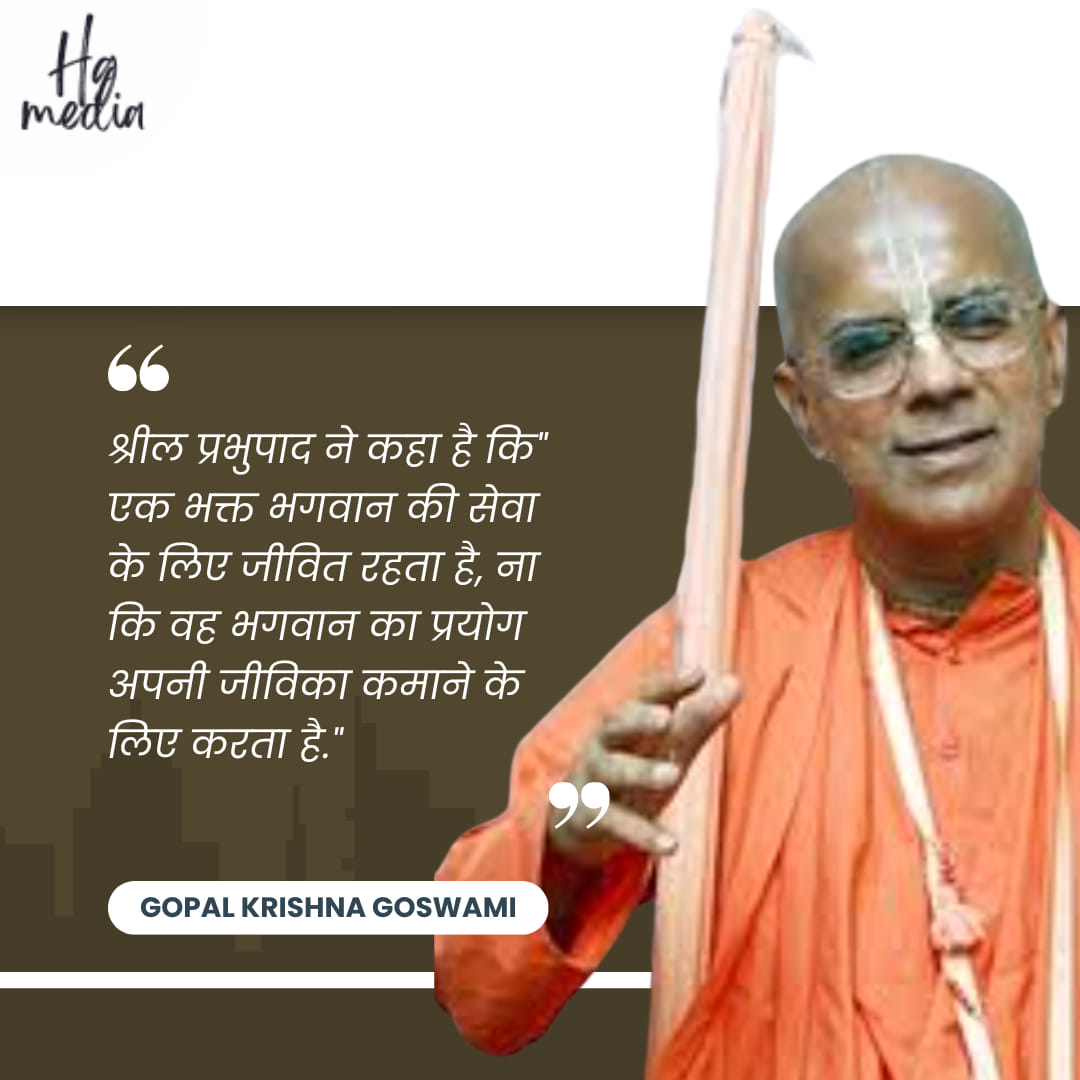 Hg
media
“
श्रील प्रभुपाद ने कहा है कि"
एक भक्त भगवान की सेवा
के लिए जीवित रहता है, ना
कि वह भगवान का प्रयोग
अपनी जीविका कमाने के
लिए करता है."
”
GOPAL KRISHNA GOSWAMI